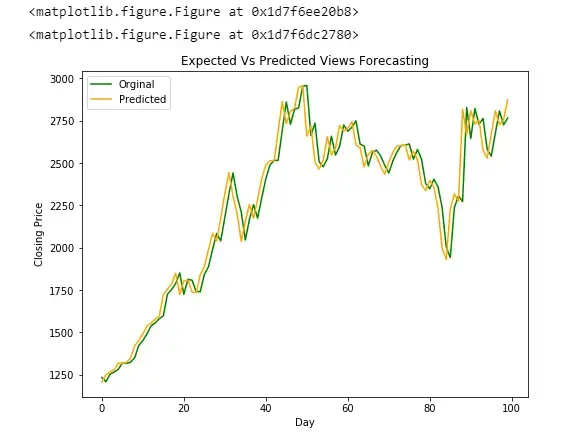 <matplotlib.figure.Figure at 0x1d7f6ee20b8>
<matplotlib.figure.Figure at 0x1d7f6dc2780>
Expected Vs Predicted Views Forecasting
Orginal
Predicted
3000
2750
2500
2250
2000
1750
1500
1250
Closing Price
0 20 40 60 80 100
Day